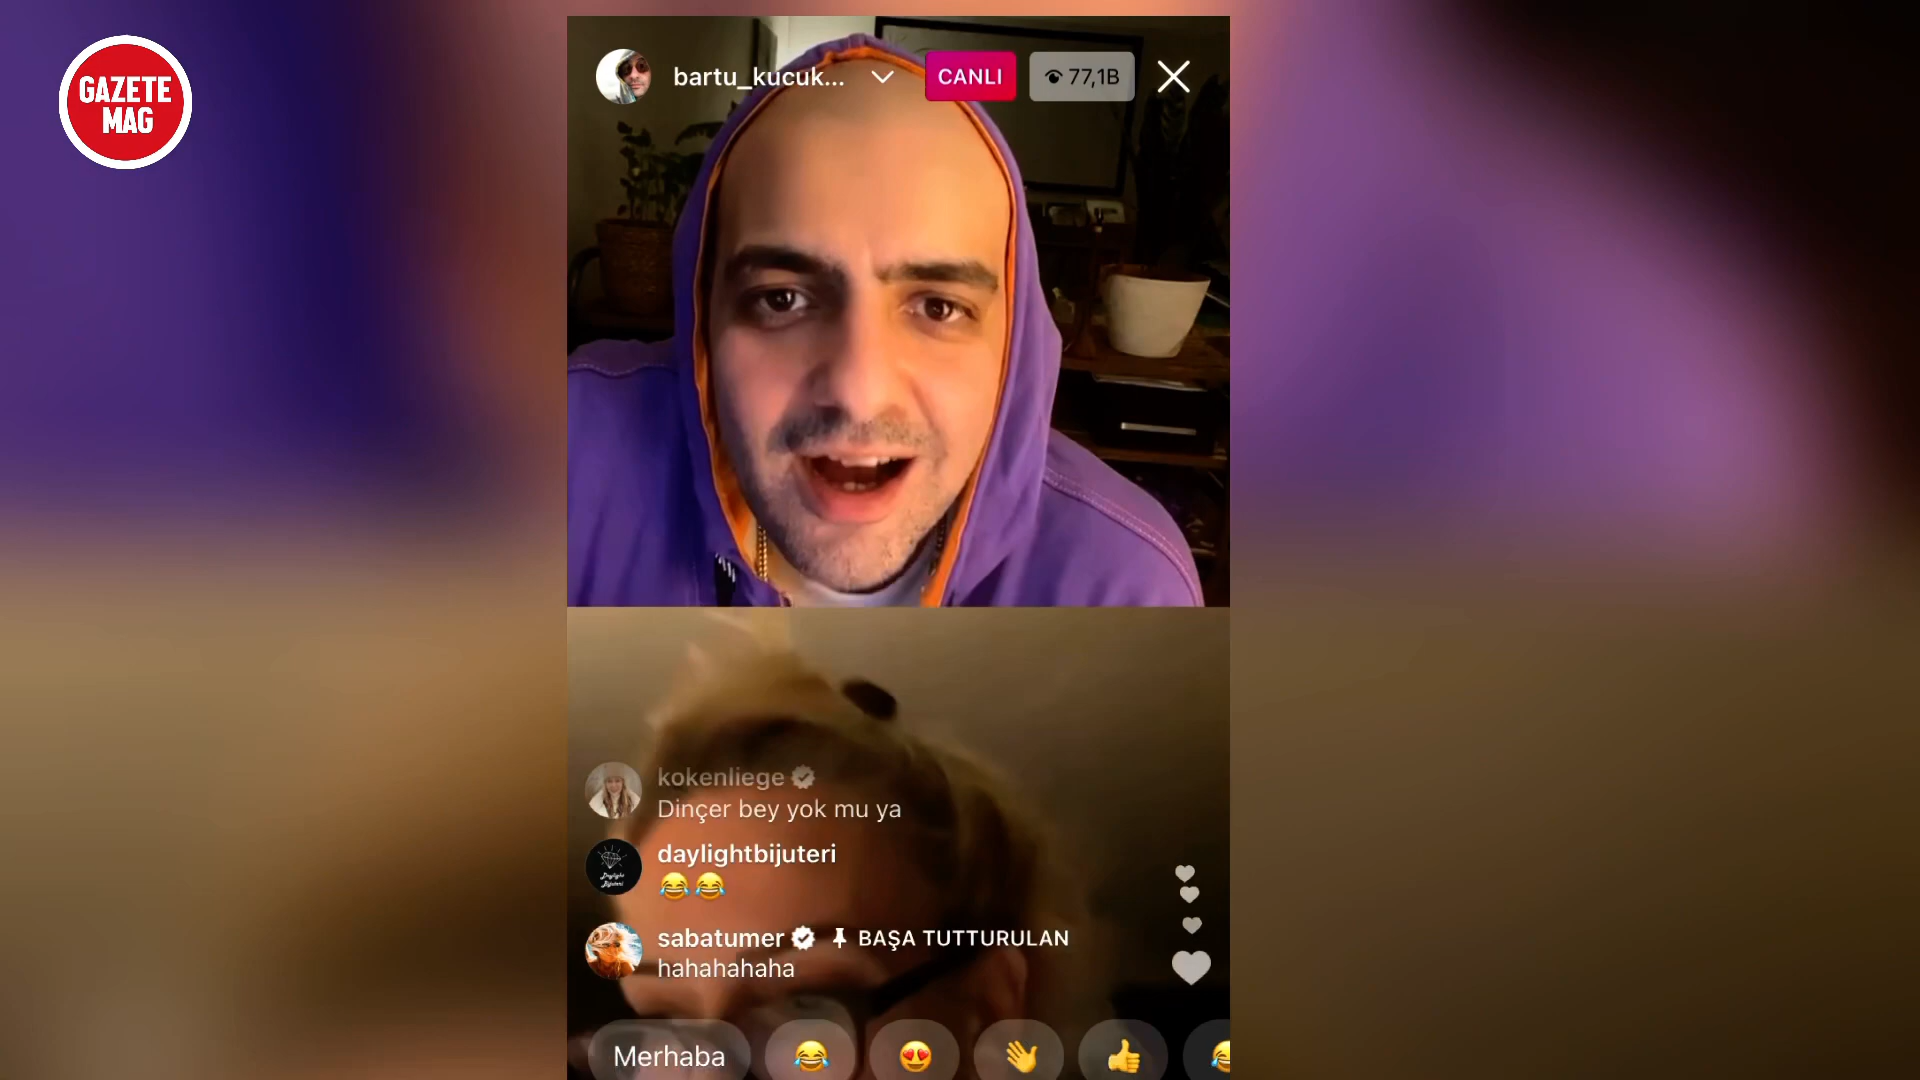 GAZETE
MAG
bartu_kucuk...
CANLI
77,1B
kokenliege
Dinçer bey yok mu ya
daylightbijuteri
😂😂
sabatumer BAŞA TUTTURULAN
hahahahaha
Merhaba